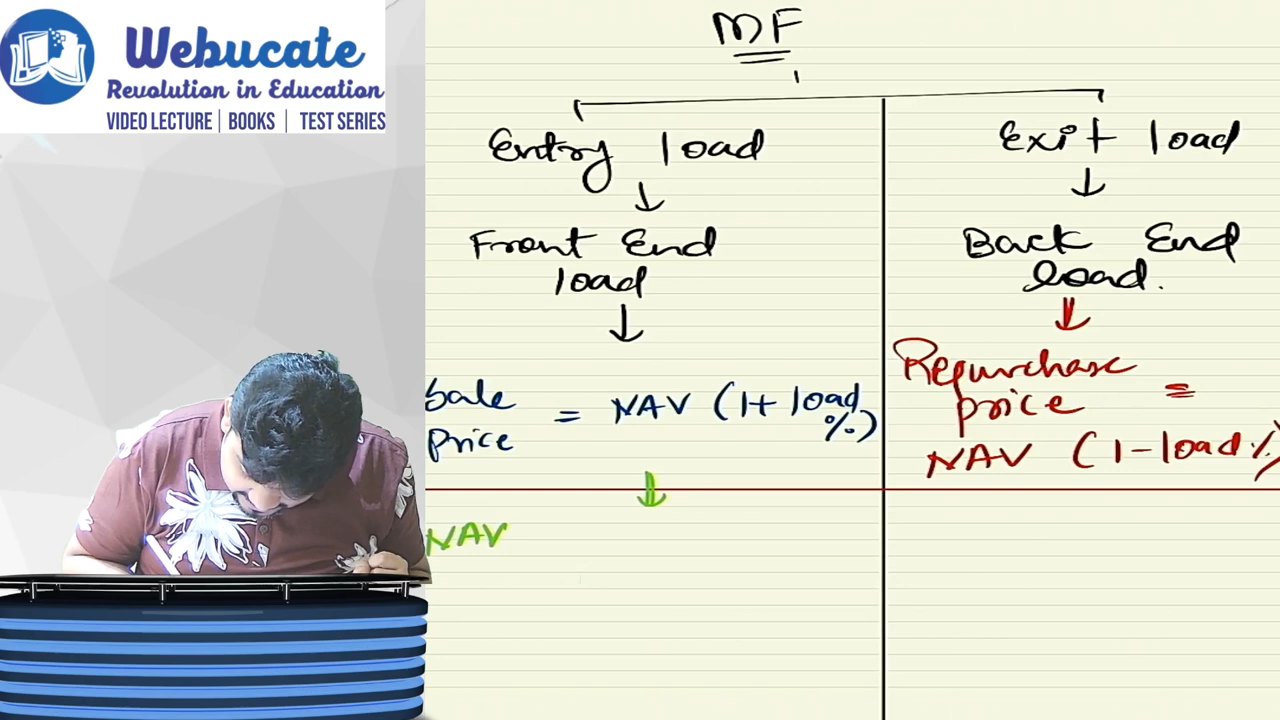 Webucate
Revolution in Education
VIDEO LECTURE | BOOKS | TEST SERIES
MF
Entry load
Front End
load
Sale
Price
= NAV (1+ load
%)
NAV
Exit load
Back End
load.
Repurchase
price =
NAV (1-load%)